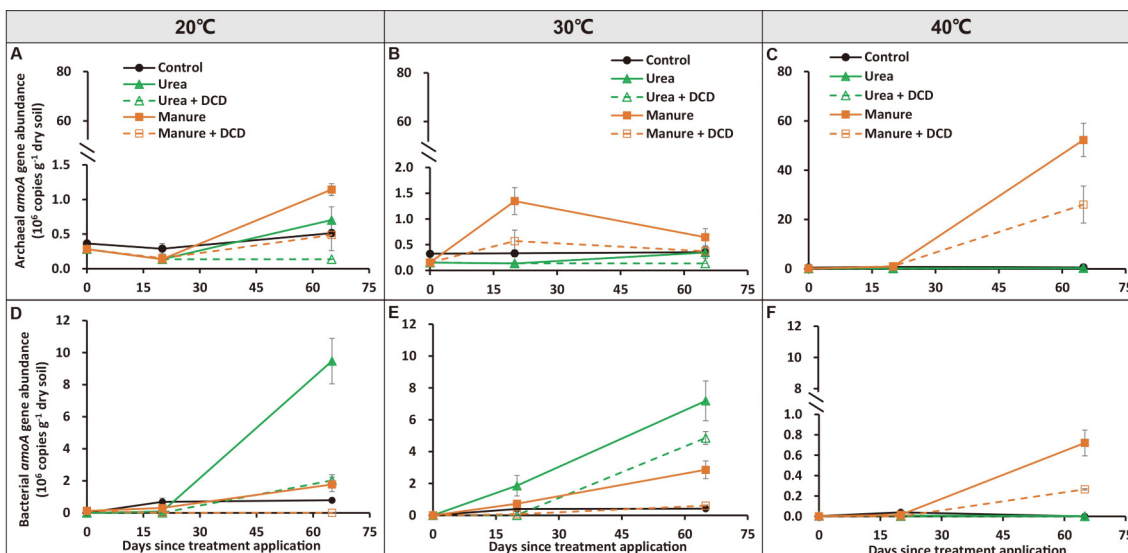 20℃
30℃
40℃
A
Archaeal amoA gene abundance
(10⁶ copies g⁻¹ dry soil)
80
60
1.5
1.0
0.5
0.0
0 15 30 45 60 75
Control
Urea
Urea + DCD
Manure
Manure + DCD
B
80
60
2.0
1.5
1.0
0.5
0.0
0 15 30 45 60 75
Control
Urea
Urea + DCD
Manure
Manure + DCD
C
80
60
40
20
0
0 15 30 45 60 75
Control
Urea
Urea + DCD
Manure
Manure + DCD
D
Bacterial amoA gene abundance
(10⁶ copies g⁻¹ dry soil)
12
10
8
6
4
2
0
0 15 30 45 60 75
Days since treatment application
E
12
10
8
6
4
2
0
0 15 30 45 60 75
Days since treatment application
F
12
10
8
6
4
2
1.0
0.8
0.6
0.4
0.2
0.0
0 15 30 45 60 75
Days since treatment application